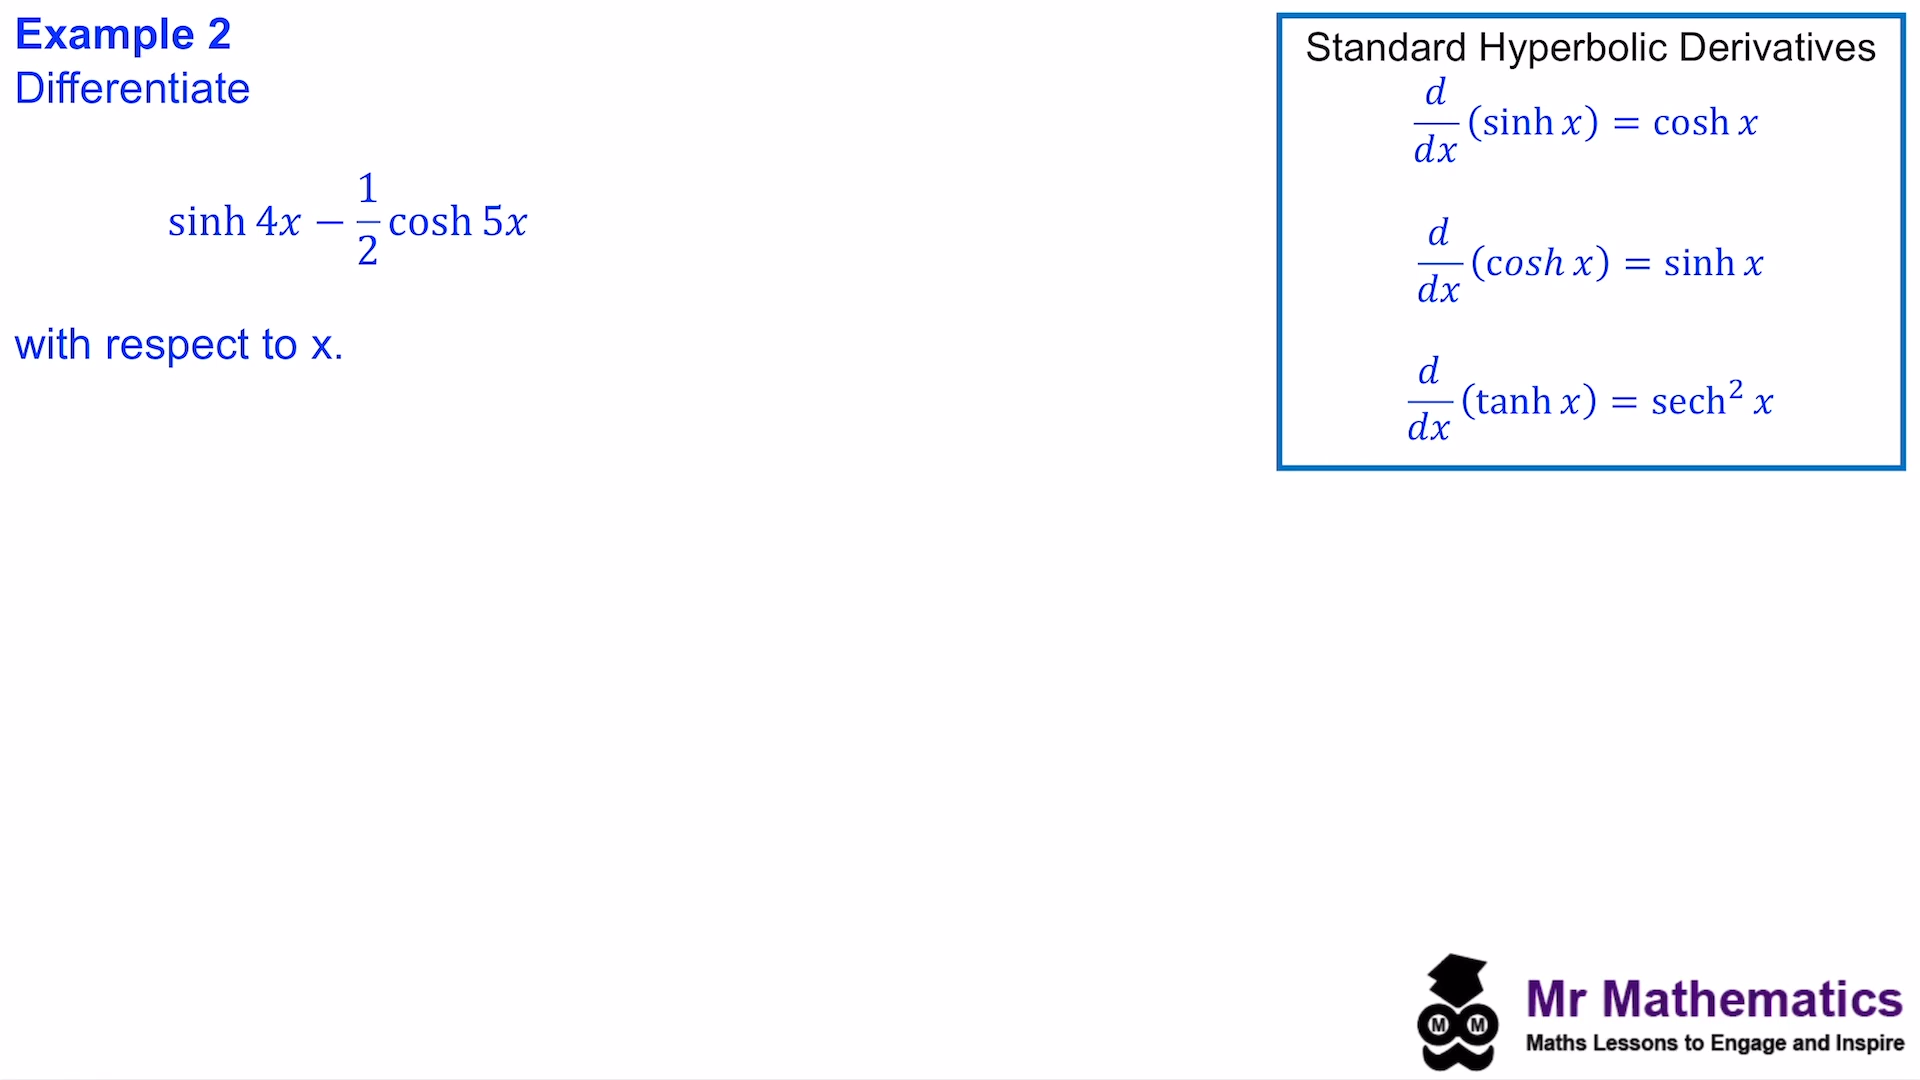 Example 2
Differentiate
sinh 4x − 1/2 cosh 5x
with respect to x.
Standard Hyperbolic Derivatives
d/dx (sinh x) = cosh x
d/dx (cosh x) = sinh x
d/dx (tanh x) = sech² x
M M
Mr Mathematics
Maths Lessons to Engage and Inspire